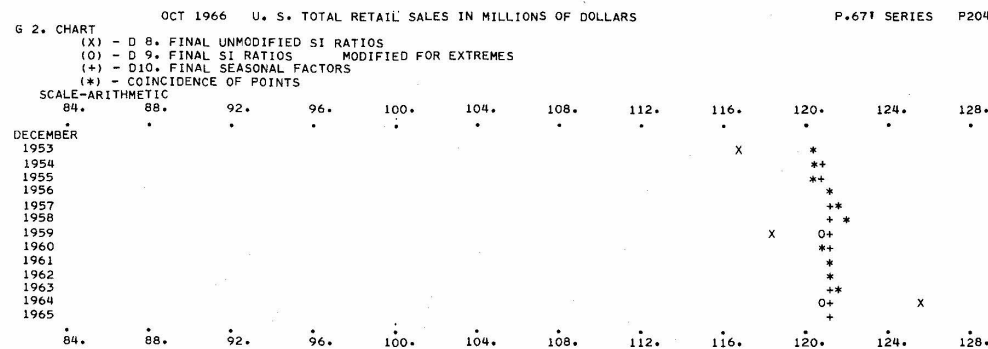 OCT 1966 U. S. TOTAL RETAIL SALES IN MILLIONS OF DOLLARS P.671 SERIES P204
G 2. CHART
(X) - D 8. FINAL UNMODIFIED SI RATIOS
(O) - D 9. FINAL SI RATIOS MODIFIED FOR EXTREMES
(+) - D10. FINAL SEASONAL FACTORS
(*) - COINCIDENCE OF POINTS
SCALE-ARITHMETIC
84. 88. 92. 96. 100. 104. 108. 112. 116. 120. 124. 128.
. . . . . . . . . . . .
DECEMBER
1953 X *
1954 *+
1955 *+
1956 *
1957 +*
1958 + *
1959 X O+
1960 *+
1961 *
1962 *
1963 +*
1964 O+ X
1965 +
. . . . . . . . . . . .
84. 88. 92. 96. 100. 104. 108. 112. 116. 120. 124. 128.